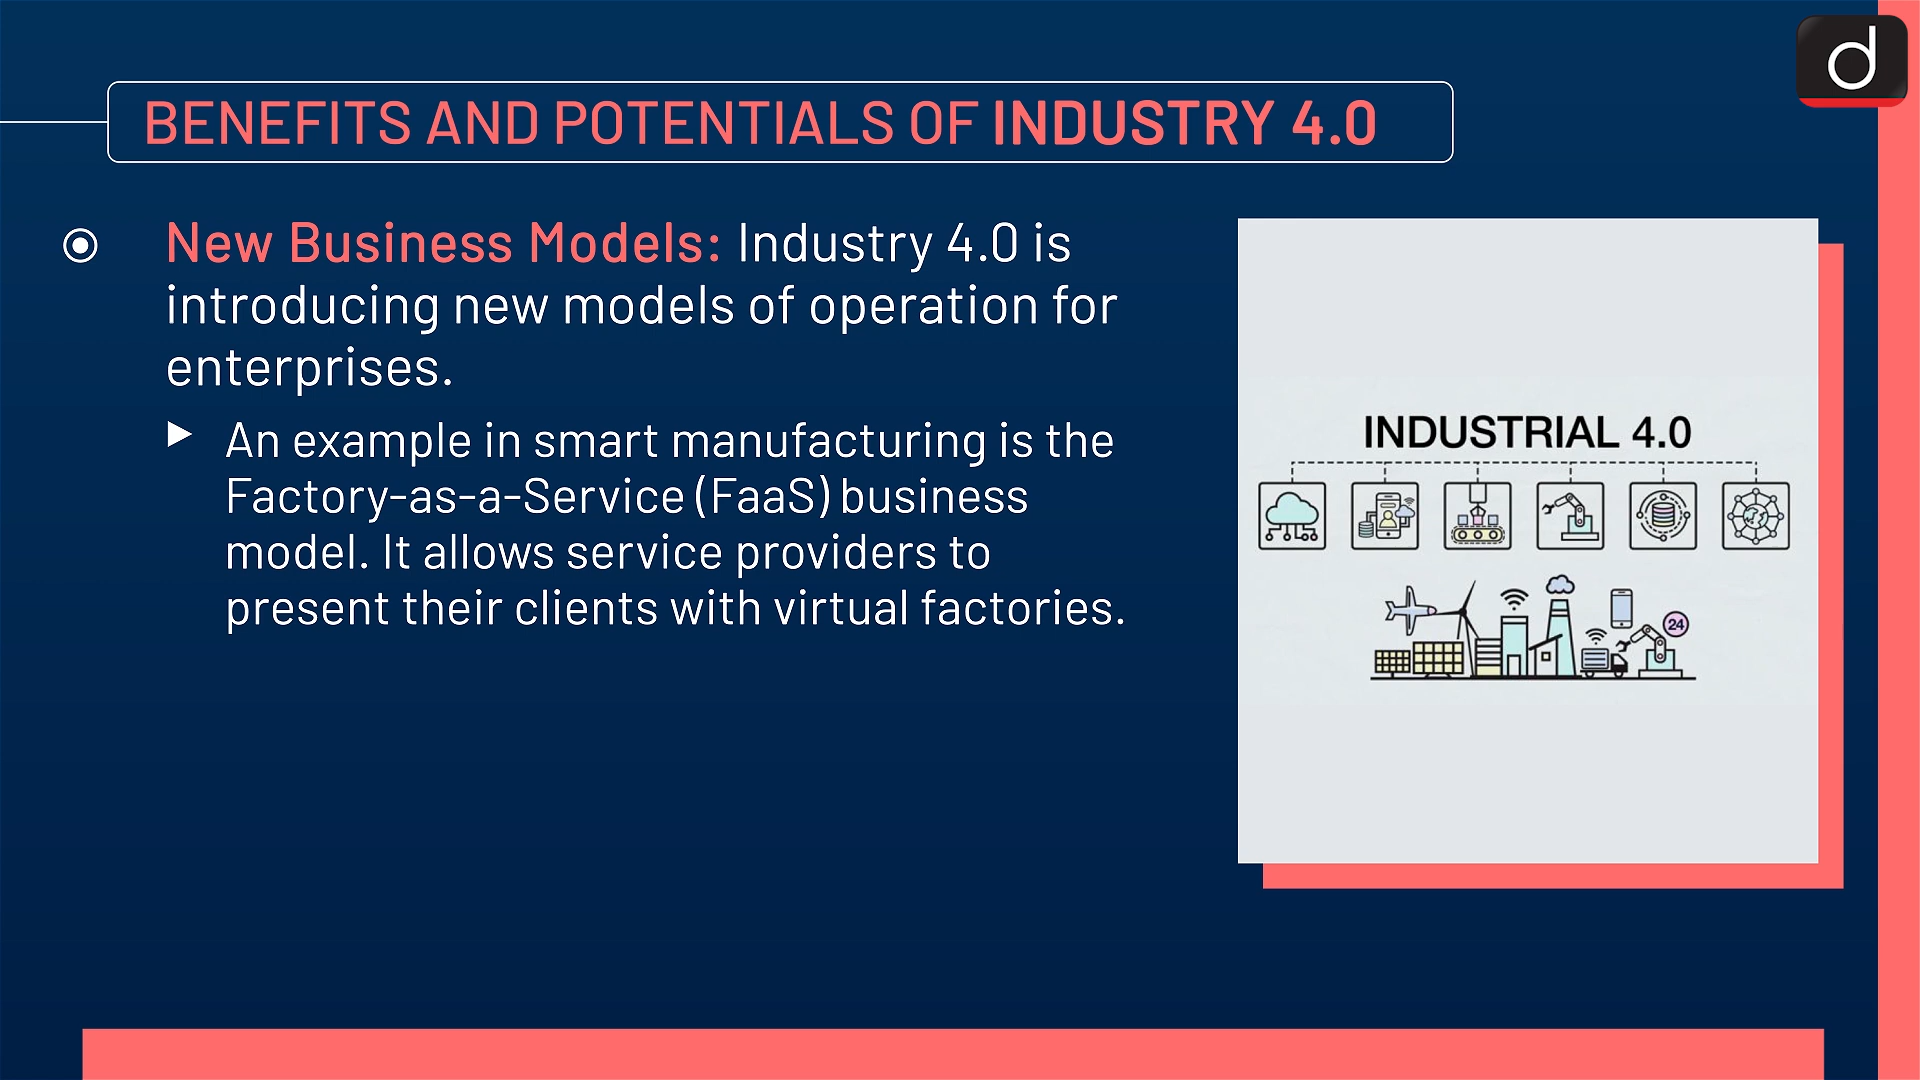 d
BENEFITS AND POTENTIALS OF INDUSTRY 4.0
New Business Models: Industry 4.0 is
introducing new models of operation for
enterprises.
An example in smart manufacturing is the
Factory-as-a-Service (FaaS) business
model. It allows service providers to
present their clients with virtual factories.
INDUSTRIAL 4.0
24